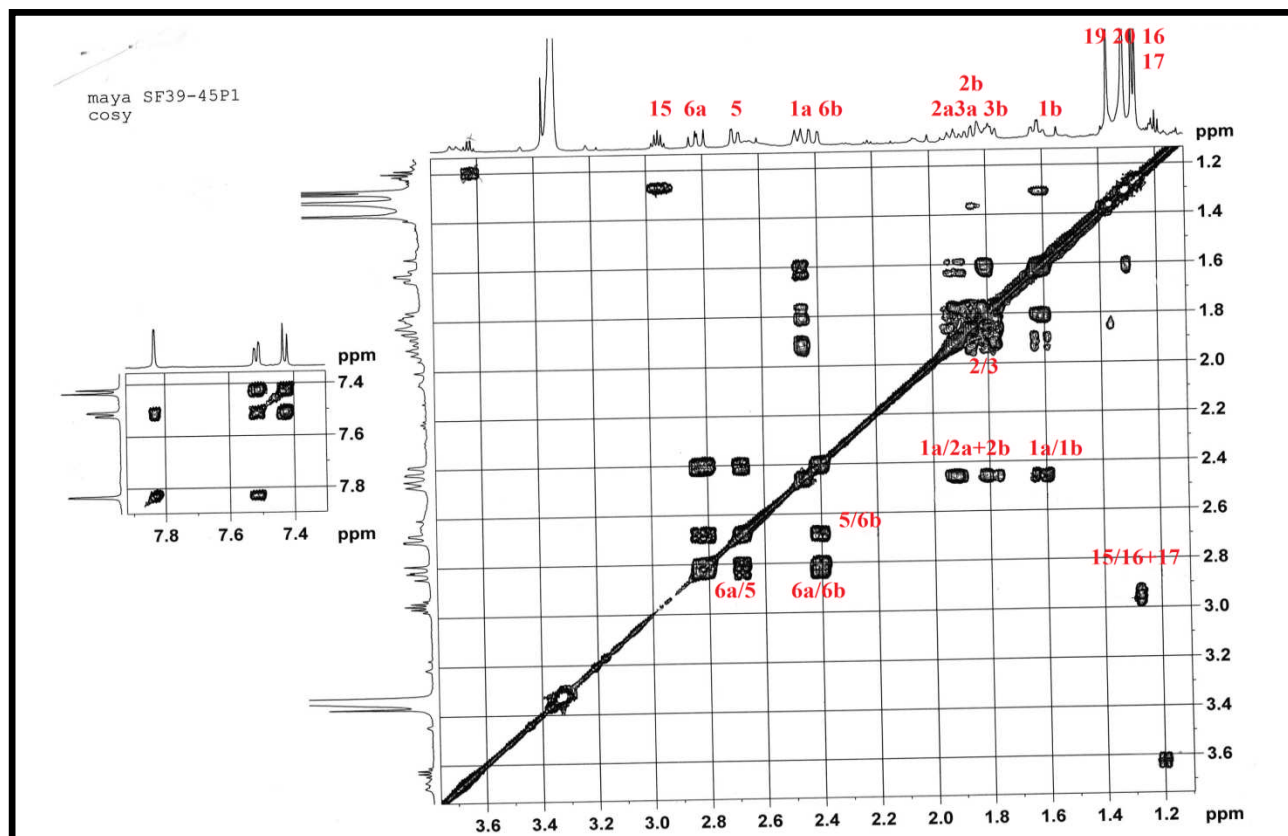 maya SF39-45P1
cosy
19 20 16
17
2b
15 6a 5 1a 6b 2a3a 3b 1b
ppm
1.2
1.4
1.6
1.8
2.0
2/3
2.2
1a/2a+2b 1a/1b
2.4
2.6
5/6b
2.8
15/16+17
6a/5 6a/6b
3.0
3.2
3.4
3.6
3.6 3.4 3.2 3.0 2.8 2.6 2.4 2.2 2.0 1.8 1.6 1.4 1.2 ppm
ppm
7.4
7.6
7.8
7.8 7.6 7.4 ppm